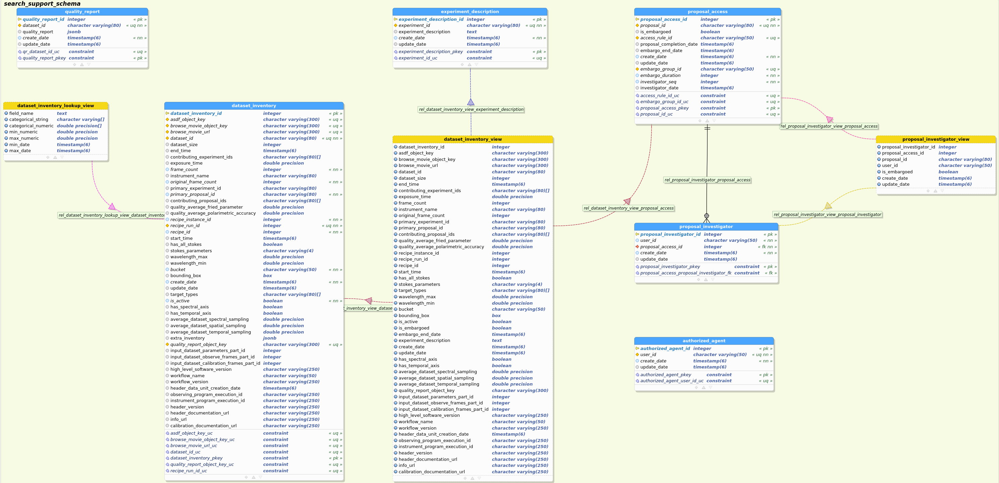 search_support_schema
quality_report
quality_report_id integer « pk »
dataset_id character varying(80) « uq nn »
quality_report jsonb
create_date timestamp(6) « nn »
update_date timestamp(6)
qr_dataset_id_uc constraint « uq »
quality_report_pkey constraint « pk »
experiment_description
experiment_description_id integer « pk »
experiment_id character varying(80) « uq nn »
experiment_description text
create_date timestamp(6) « nn »
update_date timestamp(6)
experiment_description_pkey constraint « pk »
experiment_id_uc constraint « uq »
proposal_access
proposal_access_id integer « pk »
proposal_id character varying(80) « uq nn »
is_embargoed boolean
access_rule_id character varying(50) « uq »
proposal_completion_date timestamp(6)
embargo_end_date timestamp(6)
create_date timestamp(6) « nn »
update_date timestamp(6)
embargo_group_id character varying(50) « uq »
embargo_duration integer « nn »
investigator_seq integer « nn »
investigator_date timestamp(6)
access_rule_id_uc constraint « uq »
embargo_group_id_uc constraint « uq »
proposal_access_pkey constraint « pk »
proposal_id_uc constraint « uq »
dataset_inventory_lookup_view
field_name text
categorical_string character varying[]
categorical_numeric double precision[]
min_numeric double precision
max_numeric double precision
min_date timestamp(6)
max_date timestamp(6)
rel_dataset_inventory_lookup_view_dataset_invento
dataset_inventory
dataset_inventory_id integer « pk »
asdf_object_key character varying(300) « uq »
browse_movie_object_key character varying(300) « uq »
browse_movie_url character varying(300) « uq »
dataset_id character varying(80) « uq nn »
dataset_size integer
end_time timestamp(6)
contributing_experiment_ids character varying(80)[]
exposure_time double precision
frame_count integer « nn »
instrument_name character varying(80)
original_frame_count integer « nn »
primary_experiment_id character varying(80)
primary_proposal_id character varying(80) « nn »
contributing_proposal_ids character varying(80)[]
quality_average_fried_parameter double precision
quality_average_polarimetric_accuracy double precision
recipe_instance_id integer « nn »
recipe_run_id integer « uq nn »
recipe_id integer « nn »
start_time timestamp(6)
has_all_stokes boolean
stokes_parameters character varying(4)
wavelength_max double precision
wavelength_min double precision
bucket character varying(50) « nn »
bounding_box box
create_date timestamp(6) « nn »
update_date timestamp(6)
target_types character varying(80)[]
is_active boolean « nn »
has_spectral_axis boolean
has_temporal_axis boolean
average_dataset_spectral_sampling double precision
average_dataset_spatial_sampling double precision
average_dataset_temporal_sampling double precision
extra_inventory jsonb
quality_report_object_key character varying(300) « uq »
input_dataset_parameters_part_id integer
input_dataset_observe_frames_part_id integer
input_dataset_calibration_frames_part_id integer
high_level_software_version character varying(250)
workflow_name character varying(50)
workflow_version character varying(250)
header_data_unit_creation_date timestamp(6)
observing_program_execution_id character varying(250)
instrument_program_execution_id character varying(250)
header_version character varying(250)
header_documentation_url character varying(250)
info_url character varying(250)
calibration_documentation_url character varying(250)
asdf_object_key_uc constraint « uq »
browse_movie_object_key_uc constraint « uq »
browse_movie_url_uc constraint « uq »
dataset_id_uc constraint « uq »
dataset_inventory_pkey constraint « pk »
quality_report_object_key_uc constraint « uq »
recipe_run_id_uc constraint « uq »
t_inventory_view_datase
rel_dataset_inventory_view_experiment_description
dataset_inventory_view
dataset_inventory_id integer
asdf_object_key character varying(300)
browse_movie_object_key character varying(300)
browse_movie_url character varying(300)
dataset_id character varying(80)
dataset_size integer
end_time timestamp(6)
contributing_experiment_ids character varying(80)[]
exposure_time double precision
frame_count integer
instrument_name character varying(80)
original_frame_count integer
primary_experiment_id character varying(80)
primary_proposal_id character varying(80)
contributing_proposal_ids character varying(80)[]
quality_average_fried_parameter double precision
quality_average_polarimetric_accuracy double precision
recipe_instance_id integer
recipe_run_id integer
recipe_id integer
start_time timestamp(6)
has_all_stokes boolean
stokes_parameters character varying(4)
target_types character varying(80)[]
wavelength_max double precision
wavelength_min double precision
bucket character varying(50)
bounding_box box
is_active boolean
is_embargoed boolean
embargo_end_date timestamp(6)
experiment_description text
create_date timestamp(6)
update_date timestamp(6)
has_spectral_axis boolean
has_temporal_axis boolean
average_dataset_spectral_sampling double precision
average_dataset_spatial_sampling double precision
average_dataset_temporal_sampling double precision
quality_report_object_key character varying(300)
input_dataset_parameters_part_id integer
input_dataset_observe_frames_part_id integer
input_dataset_calibration_frames_part_id integer
high_level_software_version character varying(250)
workflow_name character varying(50)
workflow_version character varying(250)
header_data_unit_creation_date timestamp(6)
observing_program_execution_id character varying(250)
instrument_program_execution_id character varying(250)
header_version character varying(250)
header_documentation_url character varying(250)
info_url character varying(250)
calibration_documentation_url character varying(250)
rel_dataset_inventory_view_proposal_access
rel_proposal_investigator_proposal_access
rel_proposal_investigator_view_proposal_access
proposal_investigator_view
proposal_investigator_id integer
proposal_access_id integer
proposal_id character varying(80)
user_id character varying(50)
is_embargoed boolean
create_date timestamp(6)
update_date timestamp(6)
rel_proposal_investigator_view_proposal_investigator
proposal_investigator
proposal_investigator_id integer « pk »
user_id character varying(50) « nn »
proposal_access_id integer « fk nn »
create_date timestamp(6) « nn »
update_date timestamp(6)
proposal_investigator_pkey constraint « pk »
proposal_access_proposal_investigator_fk constraint « fk »
authorized_agent
authorized_agent_id integer « pk »
user_id character varying(50) « uq nn »
create_date timestamp(6) « nn »
update_date timestamp(6)
authorized_agent_pkey constraint « pk »
authorized_agent_user_id_uc constraint « uq »